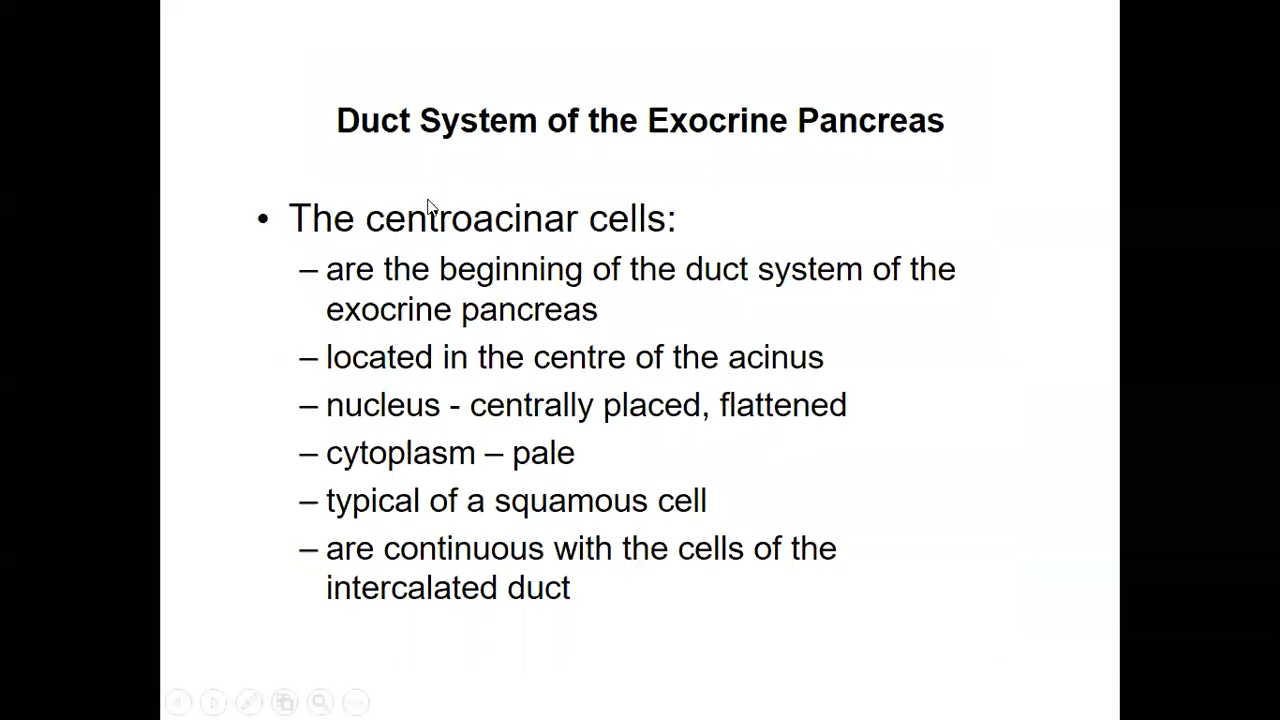 Duct System of the Exocrine Pancreas
• The centroacinar cells:
– are the beginning of the duct system of the
exocrine pancreas
– located in the centre of the acinus
– nucleus - centrally placed, flattened
– cytoplasm – pale
– typical of a squamous cell
– are continuous with the cells of the
intercalated duct